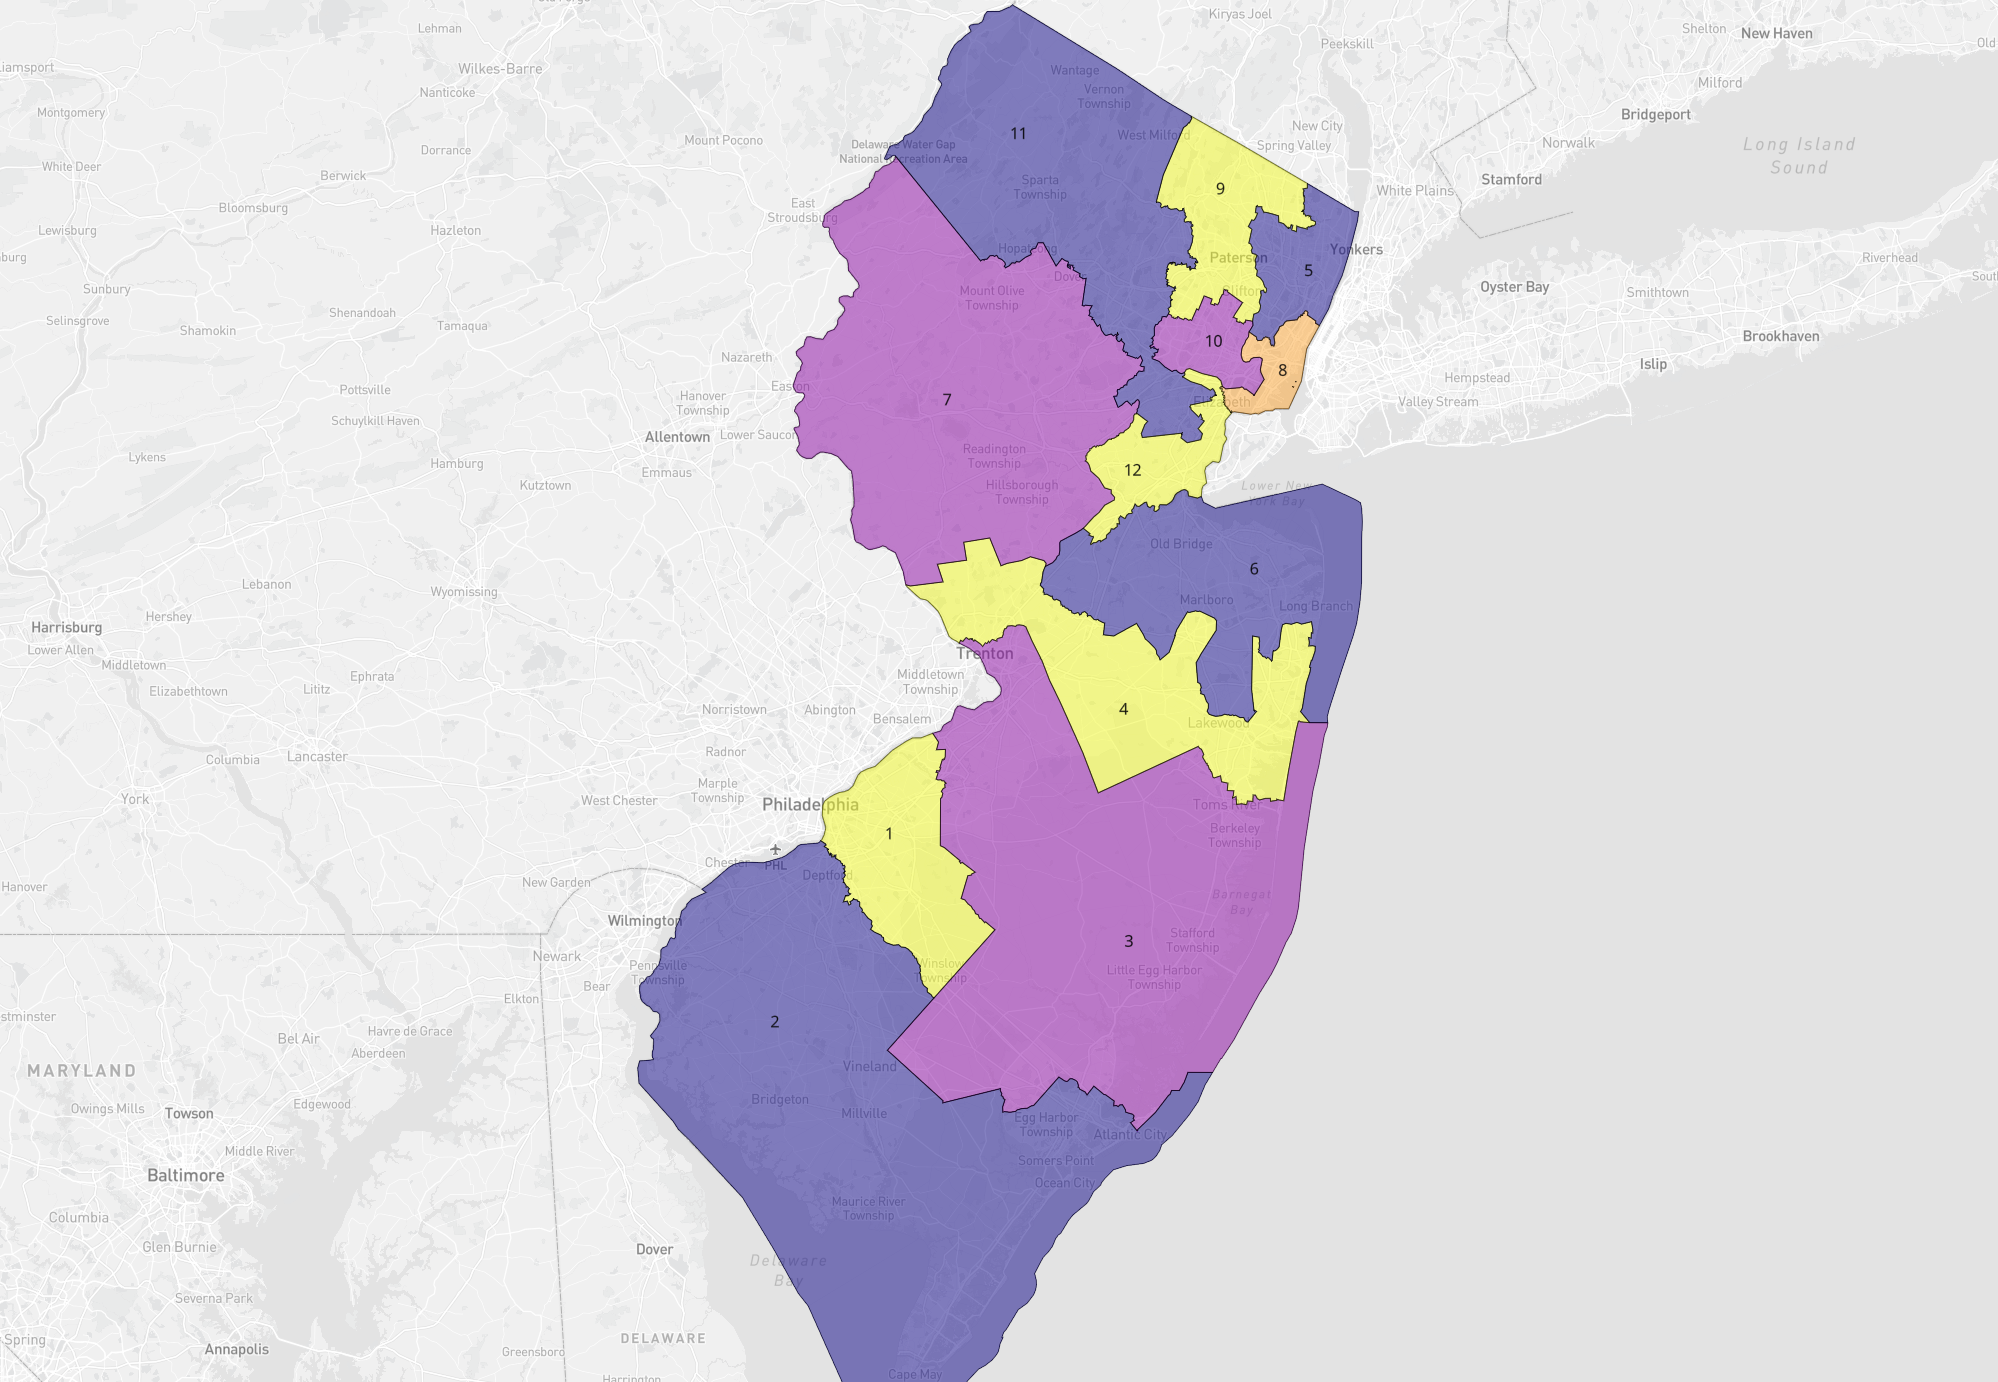 Kiryas Joel
Lehman
Shelton
New Haven
Peekskill
Wilkes-Barre
Wantage
Milford
Nanticoke
Vernon
Township
Montgomery
Bridgeport
New City
11
West Milford
Mount Pocono
Spring Valley
Norwalk
Long Island
Sound
Delaware Water Gap
National Recreation Area
Dorrance
White Deer
Berwick
Sparta
Township
9
White Plains
Stamford
East
Stroudsburg
Bloomsburg
Lewisburg
Hazleton
Hopatcong
Yonkers
Paterson
Riverhead
5
Dover
Sunbury
Mount Olive
Township
Clifton
Oyster Bay
Smithtown
Shenandoah
Selinsgrove
Shamokin
Tamaqua
10
Brookhaven
Nazareth
8
Islip
Hempstead
Easton
Pottsville
Hanover
Township
7
Elizabeth
Valley Stream
Schuylkill Haven
Allentown
Lower Saucon
Readington
Township
Lykens
Hamburg
Emmaus
12
Kutztown
Hillsborough
Township
Lower New
York Bay
Old Bridge
6
Lebanon
Wyomissing
Marlboro
Long Branch
Hershey
Harrisburg
Lower Allen
Middletown
Trenton
Ephrata
Middletown
Township
Elizabethtown
Lititz
Norristown
Abington
Bensalem
4
Lakewood
Lancaster
Radnor
Columbia
Marple
Township
York
West Chester
Philadelphia
Toms River
Berkeley
Township
1
PHL
Chester
Deptford
New Garden
Hanover
Barnegat
Bay
Wilmington
3
Stafford
Township
Newark
Pennsville
Township
Winslow
Township
Little Egg Harbor
Township
Bear
Elkton
2
Havre de Grace
Bel Air
Aberdeen
MARYLAND
Vineland
Bridgeton
Owings Mills
Towson
Edgewood
Millville
Egg Harbor
Township
Atlantic City
Middle River
Baltimore
Somers Point
Ocean City
Maurice River
Township
Columbia
Glen Burnie
Dover
Delaware
Bay
Severna Park
DELAWARE
Annapolis
Greensboro
Cape May
Harrington